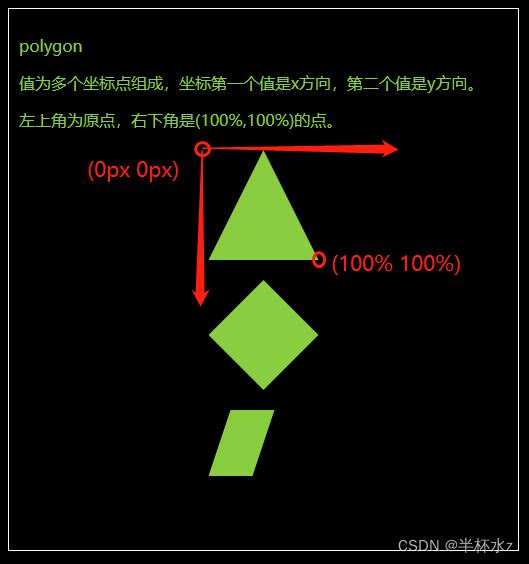 polygon
值为多个坐标点组成，坐标第一个值是x方向，第二个值是y方向。
左上角为原点，右下角是(100%,100%)的点。
(0px 0px)
(100% 100%)
CSDN @半杯水z